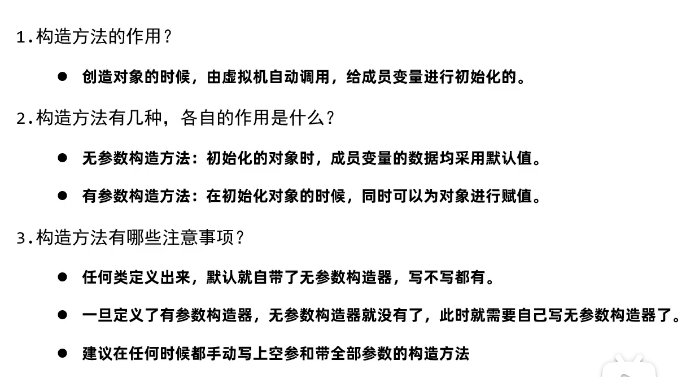 1.构造方法的作用？
● 创造对象的时候，由虚拟机自动调用，给成员变量进行初始化的。
2.构造方法有几种，各自的作用是什么？
● 无参数构造方法：初始化的对象时，成员变量的数据均采用默认值。
● 有参数构造方法：在初始化对象的时候，同时可以为对象进行赋值。
3.构造方法有哪些注意事项？
● 任何类定义出来，默认就自带了无参数构造器，写不写都有。
● 一旦定义了有参数构造器，无参数构造器就没有了，此时就需要自己写无参数构造器了。
● 建议在任何时候都手动写上空参和带全部参数的构造方法